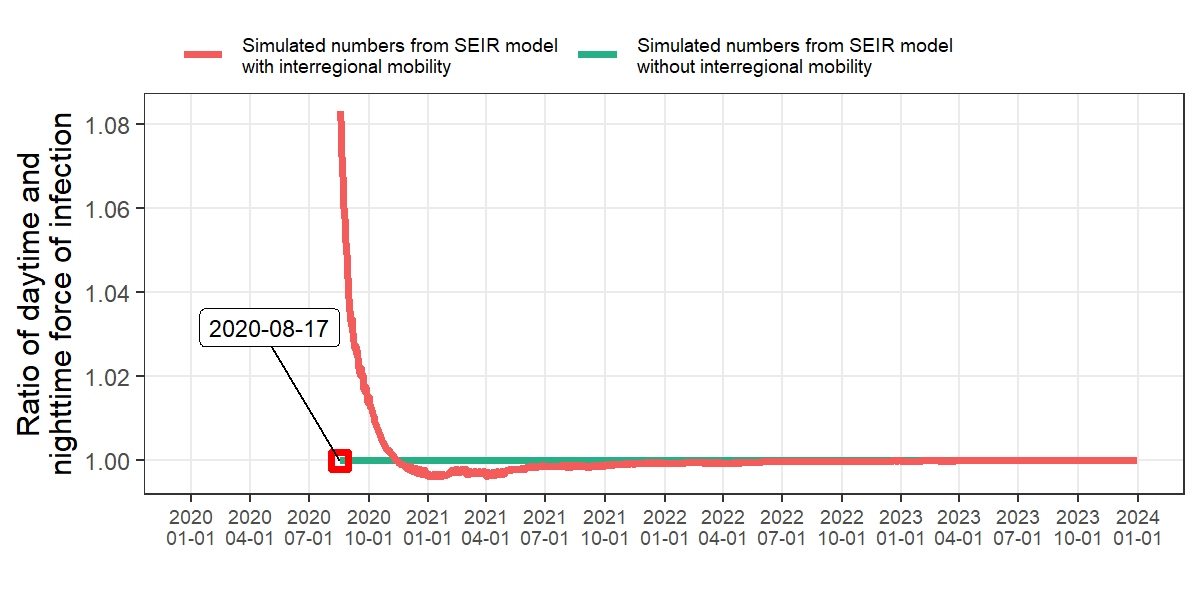 Simulated numbers from SEIR model
with interregional mobility
Simulated numbers from SEIR model
without interregional mobility
Ratio of daytime and
nighttime force of infection
1.08
1.06
1.04
1.02
1.00
2020-08-17
2020 2020 2020 2020 2021 2021 2021 2021 2022 2022 2022 2022 2023 2023 2023 2023 2024
01-01 04-01 07-01 10-01 01-01 04-01 07-01 10-01 01-01 04-01 07-01 10-01 01-01 04-01 07-01 10-01 01-01